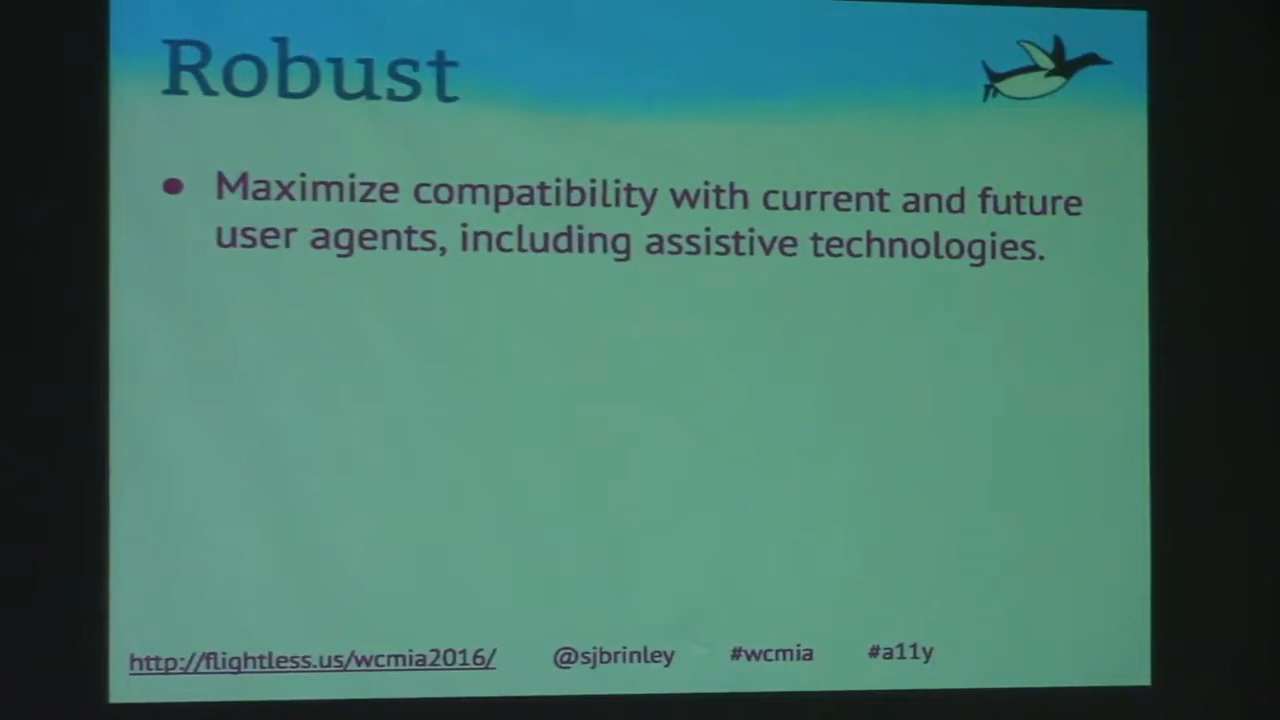 Robust
• Maximize compatibility with current and future
user agents, including assistive technologies.
http://flightless.us/wcmia2016/ @sjbrinley #wcmia #a11y